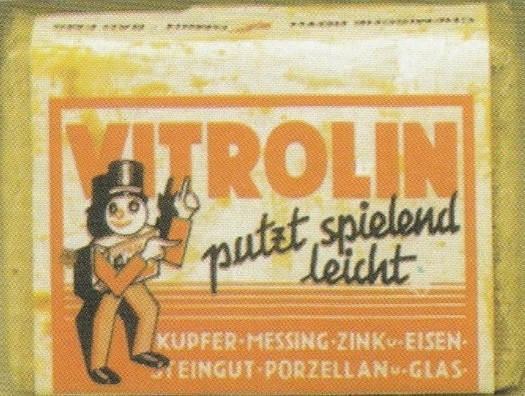 VITROLIN
putzt spielend
leicht
KUPFER·MESSING·ZINK u·EISEN·
STEINGUT·PORZELLAN u·GLAS·